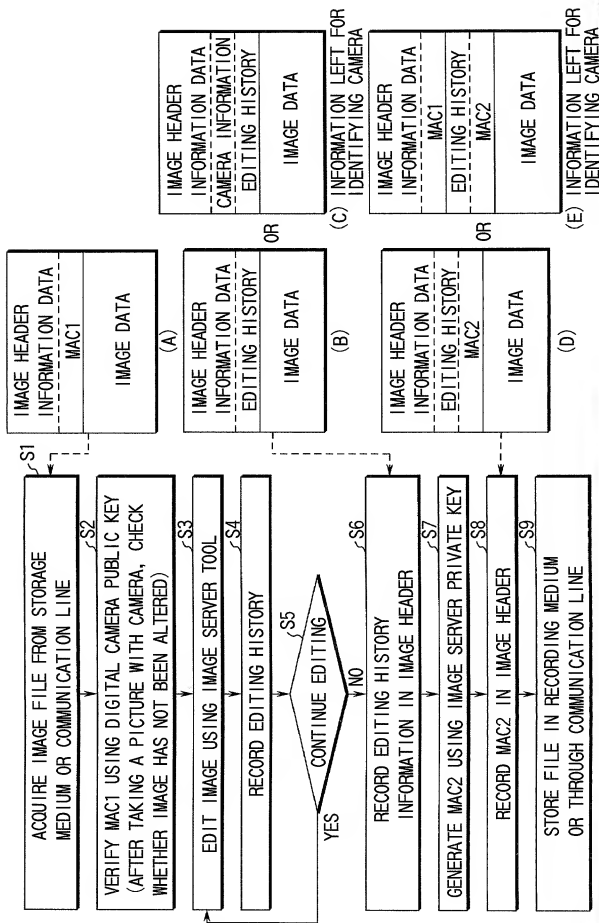 S1
ACQUIRE IMAGE FILE FROM STORAGE
MEDIUM OR COMMUNICATION LINE
S2
VERIFY MAC1 USING DIGITAL CAMERA PUBLIC KEY
(AFTER TAKING A PICTURE WITH CAMERA, CHECK
WHETHER IMAGE HAS NOT BEEN ALTERED)
S3
EDIT IMAGE USING IMAGE SERVER TOOL
S4
RECORD EDITING HISTORY
S5
CONTINUE EDITING
YES
NO
S6
RECORD EDITING HISTORY
INFORMATION IN IMAGE HEADER
S7
GENERATE MAC2 USING IMAGE SERVER PRIVATE KEY
S8
RECORD MAC2 IN IMAGE HEADER
S9
STORE FILE IN RECORDING MEDIUM
OR THROUGH COMMUNICATION LINE
IMAGE HEADER
INFORMATION DATA
MAC1
IMAGE DATA
(A)
IMAGE HEADER
INFORMATION DATA
EDITING HISTORY
IMAGE DATA
(B)
OR
IMAGE HEADER
INFORMATION DATA
CAMERA INFORMATION
EDITING HISTORY
IMAGE DATA
(C) INFORMATION LEFT FOR
IDENTIFYING CAMERA
IMAGE HEADER
INFORMATION DATA
EDITING HISTORY
MAC2
IMAGE DATA
(D)
OR
IMAGE HEADER
INFORMATION DATA
MAC1
EDITING HISTORY
MAC2
IMAGE DATA
(E) INFORMATION LEFT FOR
IDENTIFYING CAMERA